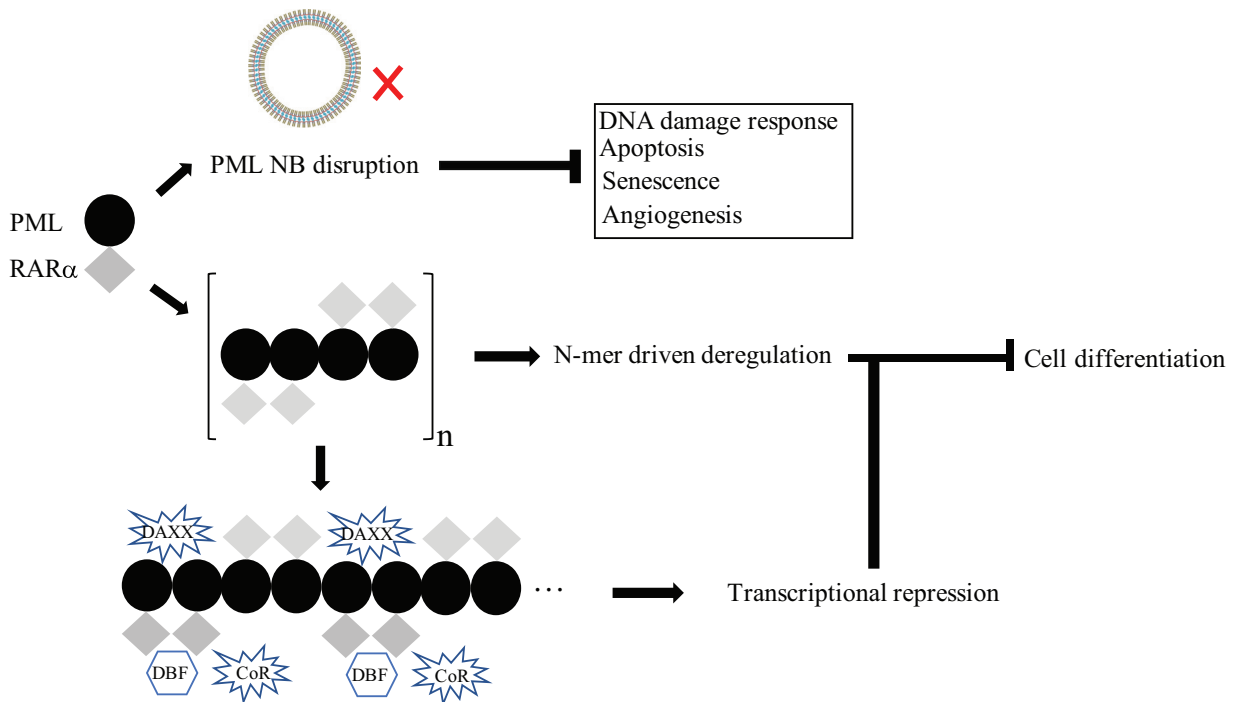 DNA damage response
Apoptosis
PML NB disruption
Senescence
Angiogenesis
PML
RARα
N-mer driven deregulation
Cell differentiation
n
DAXX
DAXX
...
Transcriptional repression
DBF
CoR
DBF
CoR